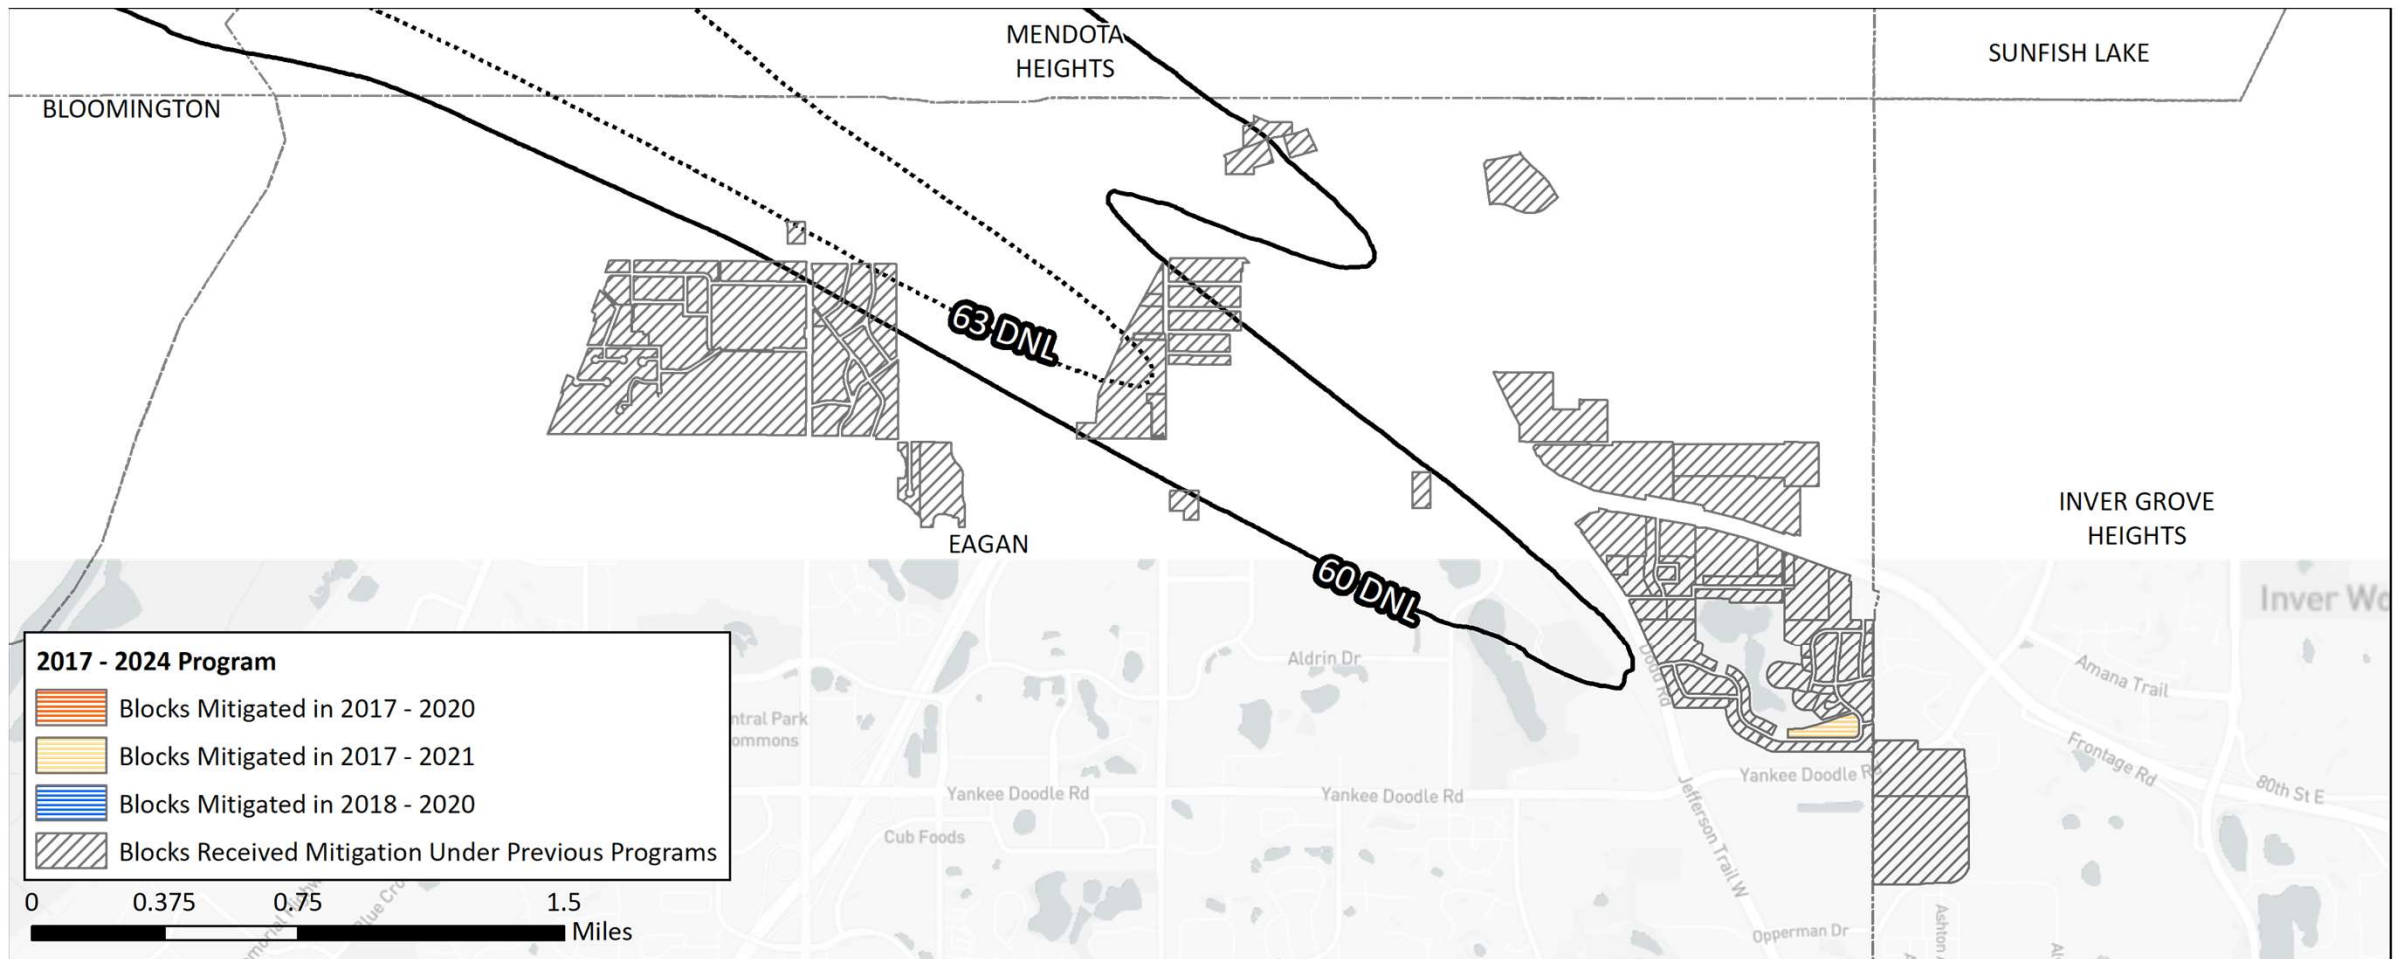 MENDOTA
HEIGHTS
SUNFISH LAKE
BLOOMINGTON
63 DNL
INVER GROVE
HEIGHTS
EAGAN
60 DNL
Inver
Aldrin Dr
Dodd Rd
Amana Trail
2017 - 2024 Program
Blocks Mitigated in 2017 - 2020
Blocks Mitigated in 2017 - 2021
Blocks Mitigated in 2018 - 2020
Blocks Received Mitigation Under Previous Programs
Park
Frontage Rd
Yankee Doodle Rd
Yankee Doodle Rd
Yankee Doodle Rd
80th St E
Cub Foods
Jefferson Trail W
Opperman Dr
Ashton
0 0.375 0.75 1.5
Miles